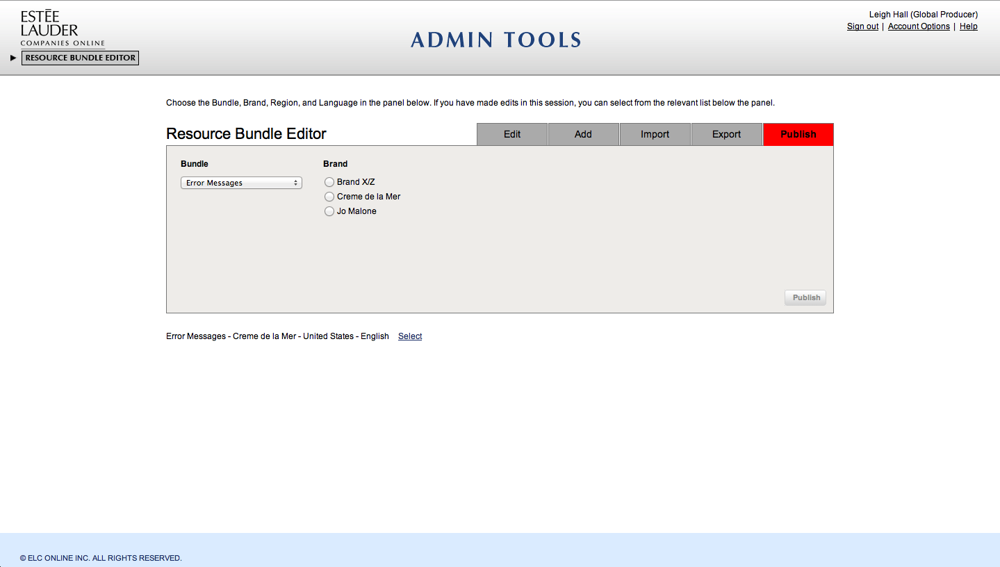 ESTĒE
LAUDER
COMPANIES ONLINE
RESOURCE BUNDLE EDITOR
ADMIN TOOLS
Leigh Hall (Global Producer)
Sign out | Account Options | Help
Choose the Bundle, Brand, Region, and Language in the panel below. If you have made edits in this session, you can select from the relevant list below the panel.
Resource Bundle Editor
Edit Add Import Export Publish
Bundle Brand
Error Messages Brand X/Z
Creme de la Mer
Jo Malone
Publish
Error Messages - Creme de la Mer - United States - English Select
© ELC ONLINE INC. ALL RIGHTS RESERVED.